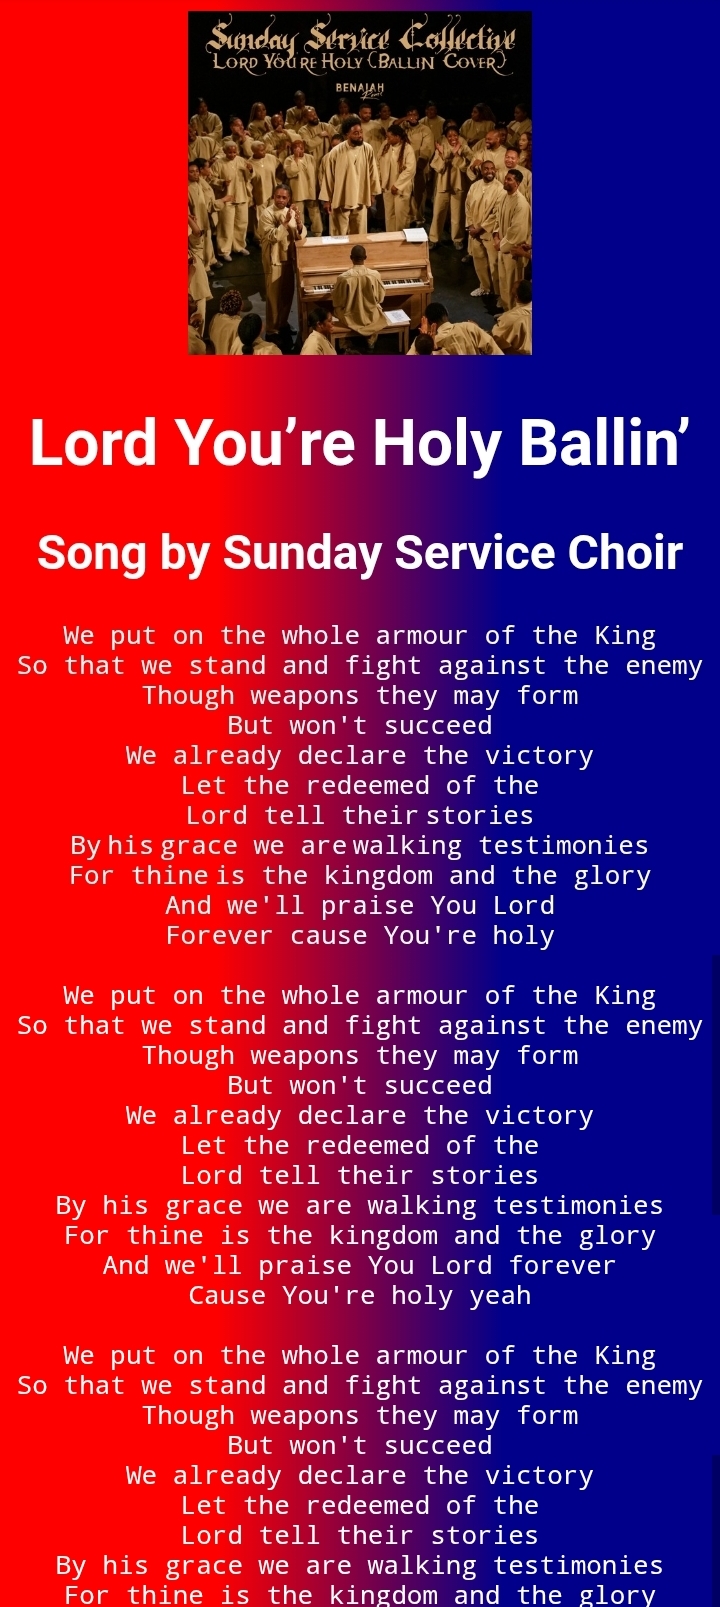 Sunday Service Collective
Lord You're Holy (Ballin Cover)
BENAIAH
Lord You’re Holy Ballin’
Song by Sunday Service Choir
We put on the whole armour of the King
So that we stand and fight against the enemy
Though weapons they may form
But won't succeed
We already declare the victory
Let the redeemed of the
Lord tell their stories
By his grace we are walking testimonies
For thine is the kingdom and the glory
And we'll praise You Lord
Forever cause You're holy
We put on the whole armour of the King
So that we stand and fight against the enemy
Though weapons they may form
But won't succeed
We already declare the victory
Let the redeemed of the
Lord tell their stories
By his grace we are walking testimonies
For thine is the kingdom and the glory
And we'll praise You Lord forever
Cause You're holy yeah
We put on the whole armour of the King
So that we stand and fight against the enemy
Though weapons they may form
But won't succeed
We already declare the victory
Let the redeemed of the
Lord tell their stories
By his grace we are walking testimonies
For thine is the kingdom and the glory